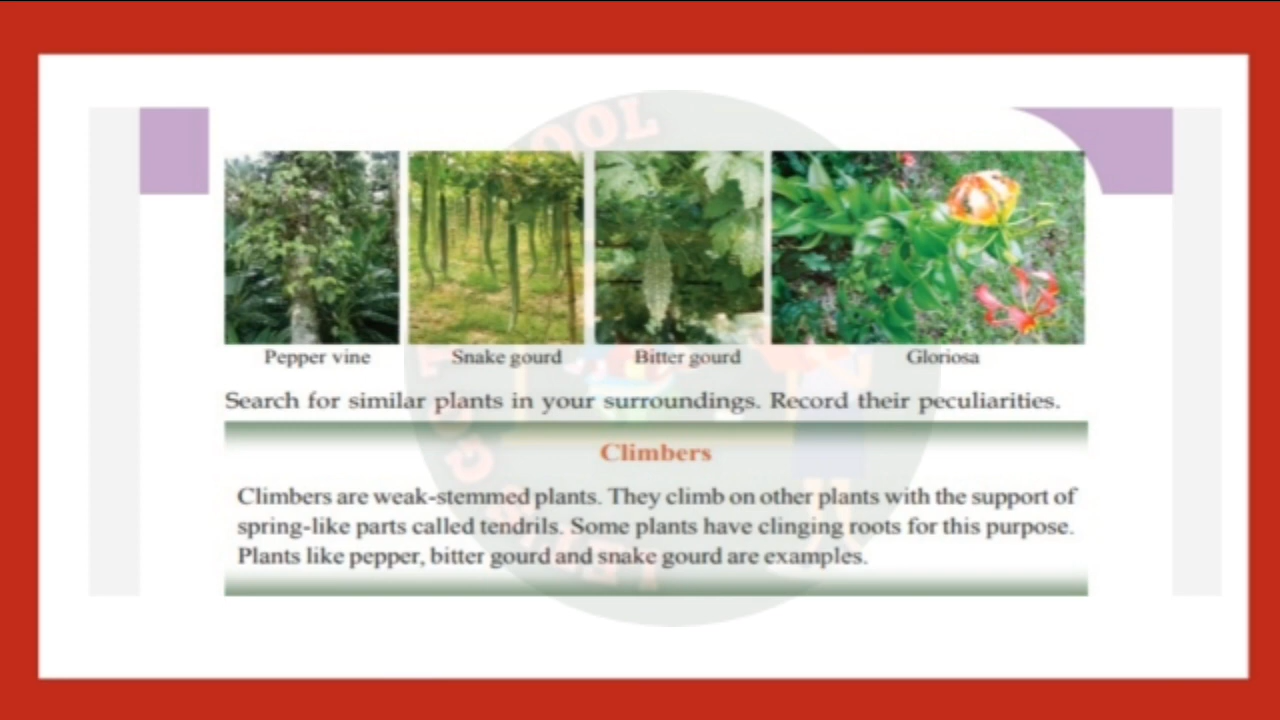 Pepper vine
Snake gourd
Bitter gourd
Gloriosa
Search for similar plants in your surroundings. Record their peculiarities.
Climbers
Climbers are weak-stemmed plants. They climb on other plants with the support of
spring-like parts called tendrils. Some plants have clinging roots for this purpose.
Plants like pepper, bitter gourd and snake gourd are examples.